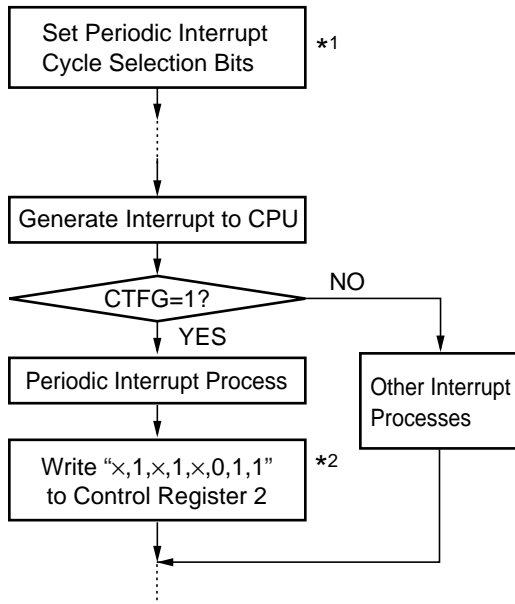 Set Periodic Interrupt
Cycle Selection Bits
*1
Generate Interrupt to CPU
CTFG=1?
NO
YES
Periodic Interrupt Process
Other Interrupt
Processes
Write “×,1,×,1,×,0,1,1”
to Control Register 2
*2